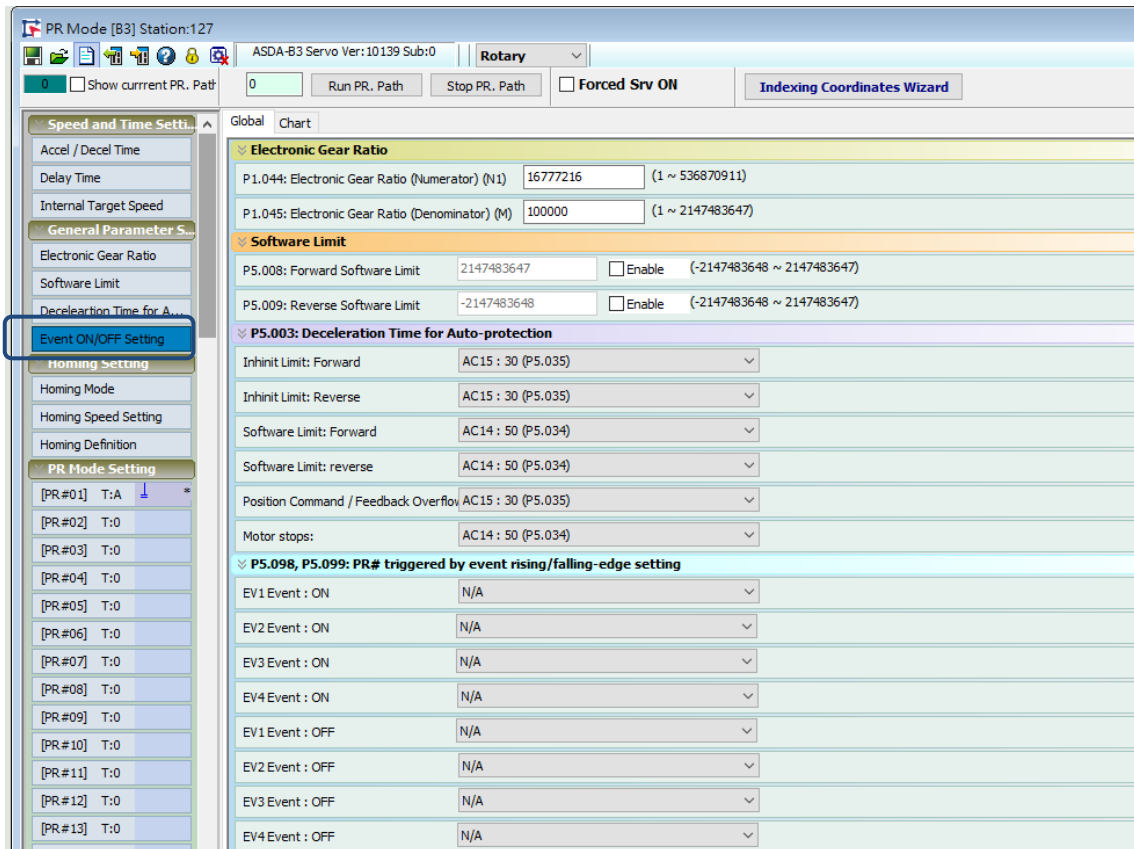 PR Mode [B3] Station:127
ASDA-B3 Servo Ver:10139 Sub:0
Rotary
0
Show currrent PR. Path
0
Run PR. Path
Stop PR. Path
Forced Srv ON
Indexing Coordinates Wizard
Speed and Time Setti...
Accel / Decel Time
Delay Time
Internal Target Speed
General Parameter S...
Electronic Gear Ratio
Software Limit
Deceleartion Time for A...
Event ON/OFF Setting
Homing Setting
Homing Mode
Homing Speed Setting
Homing Definition
PR Mode Setting
[PR#01] T:A *
[PR#02] T:0
[PR#03] T:0
[PR#04] T:0
[PR#05] T:0
[PR#06] T:0
[PR#07] T:0
[PR#08] T:0
[PR#09] T:0
[PR#10] T:0
[PR#11] T:0
[PR#12] T:0
[PR#13] T:0
Global Chart
Electronic Gear Ratio
P1.044: Electronic Gear Ratio (Numerator) (N1) 16777216 (1 ~ 536870911)
P1.045: Electronic Gear Ratio (Denominator) (M) 100000 (1 ~ 2147483647)
Software Limit
P5.008: Forward Software Limit 2147483647 Enable (-2147483648 ~ 2147483647)
P5.009: Reverse Software Limit -2147483648 Enable (-2147483648 ~ 2147483647)
P5.003: Deceleration Time for Auto-protection
Inhinit Limit: Forward AC15 : 30 (P5.035)
Inhinit Limit: Reverse AC15 : 30 (P5.035)
Software Limit: Forward AC14 : 50 (P5.034)
Software Limit: reverse AC14 : 50 (P5.034)
Position Command / Feedback Overflow AC15 : 30 (P5.035)
Motor stops: AC14 : 50 (P5.034)
P5.098, P5.099: PR# triggered by event rising/falling-edge setting
EV1 Event : ON N/A
EV2 Event : ON N/A
EV3 Event : ON N/A
EV4 Event : ON N/A
EV1 Event : OFF N/A
EV2 Event : OFF N/A
EV3 Event : OFF N/A
EV4 Event : OFF N/A